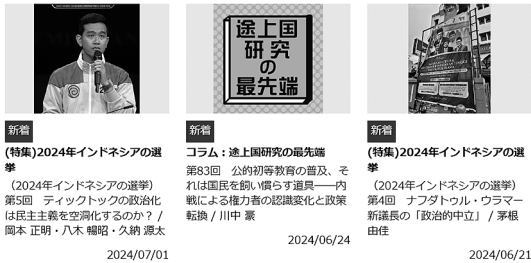 途上国
研究
の
最先端
新着
(特集)2024年インドネシアの選
挙
（2024年インドネシアの選挙）
第5回　ティックトックの政治化
は民主主義を空洞化するのか？ /
岡本 正明・八木 暢昭・久納 源太
2024/07/01
新着
コラム：途上国研究の最先端
第83回　公的初等教育の普及、そ
れは国民を飼い慣らす道具――内
戦による権力者の認識変化と政策
転換 / 川中 豪
2024/06/24
新着
(特集)2024年インドネシアの選
挙
（2024年インドネシアの選挙）
第4回　ナフダトゥル・ウラマー
新議長の「政治的中立」 / 茅根
由佳
2024/06/21